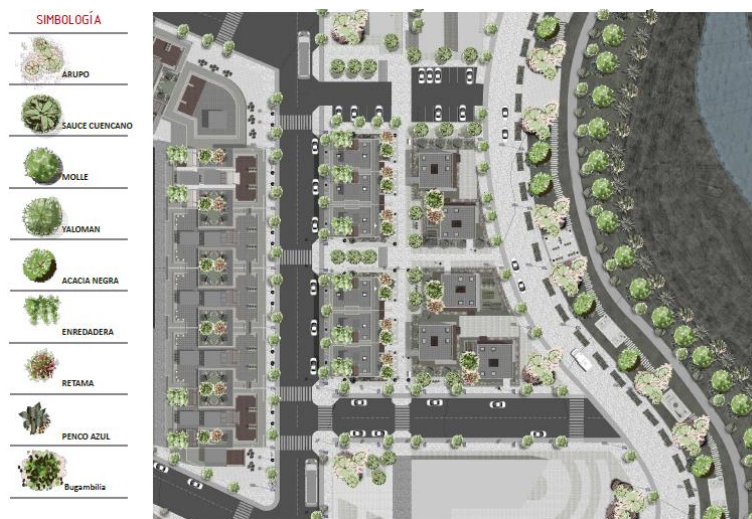 SIMBOLOGÍA
ARUPO
SAUCE CUENCANO
MOLLE
YALOMAN
ACACIA NEGRA
ENREDADERA
RETAMA
PENCO AZUL
Bugambilia